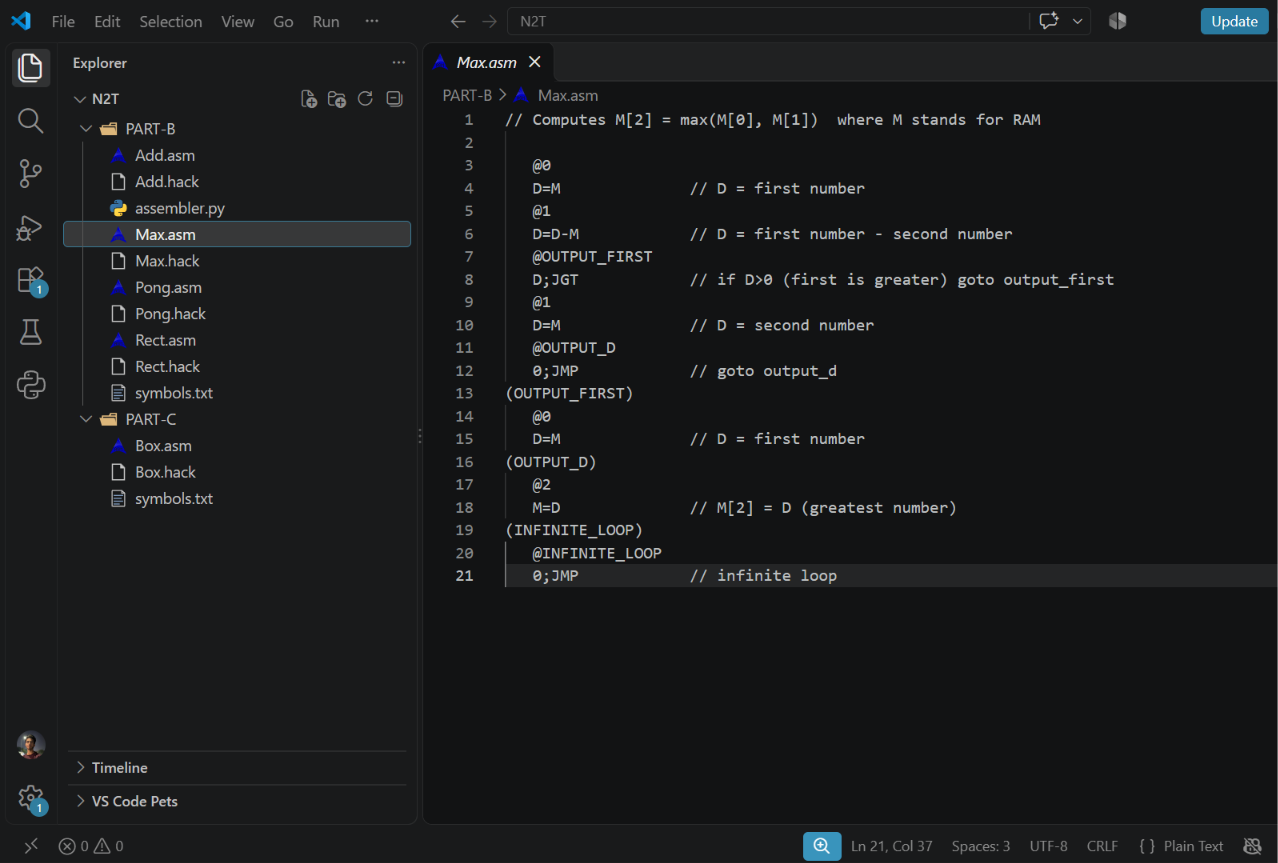 File Edit Selection View Go Run ··· N2T Update
Explorer ···
N2T
PART-B
Add.asm
Add.hack
assembler.py
Max.asm
Max.hack
Pong.asm
Pong.hack
Rect.asm
Rect.hack
symbols.txt
PART-C
Box.asm
Box.hack
symbols.txt
1
Timeline
VS Code Pets
1
Max.asm
PART-B > Max.asm
1 // Computes M[2] = max(M[0], M[1])  where M stands for RAM
2
3    @0
4    D=M             // D = first number
5    @1
6    D=D-M           // D = first number - second number
7    @OUTPUT_FIRST
8    D;JGT           // if D>0 (first is greater) goto output_first
9    @1
10    D=M             // D = second number
11    @OUTPUT_D
12    0;JMP           // goto output_d
13 (OUTPUT_FIRST)
14    @0
15    D=M             // D = first number
16 (OUTPUT_D)
17    @2
18    M=D             // M[2] = D (greatest number)
19 (INFINITE_LOOP)
20    @INFINITE_LOOP
21    0;JMP           // infinite loop
0 0 Ln 21, Col 37 Spaces: 3 UTF-8 CRLF { } Plain Text